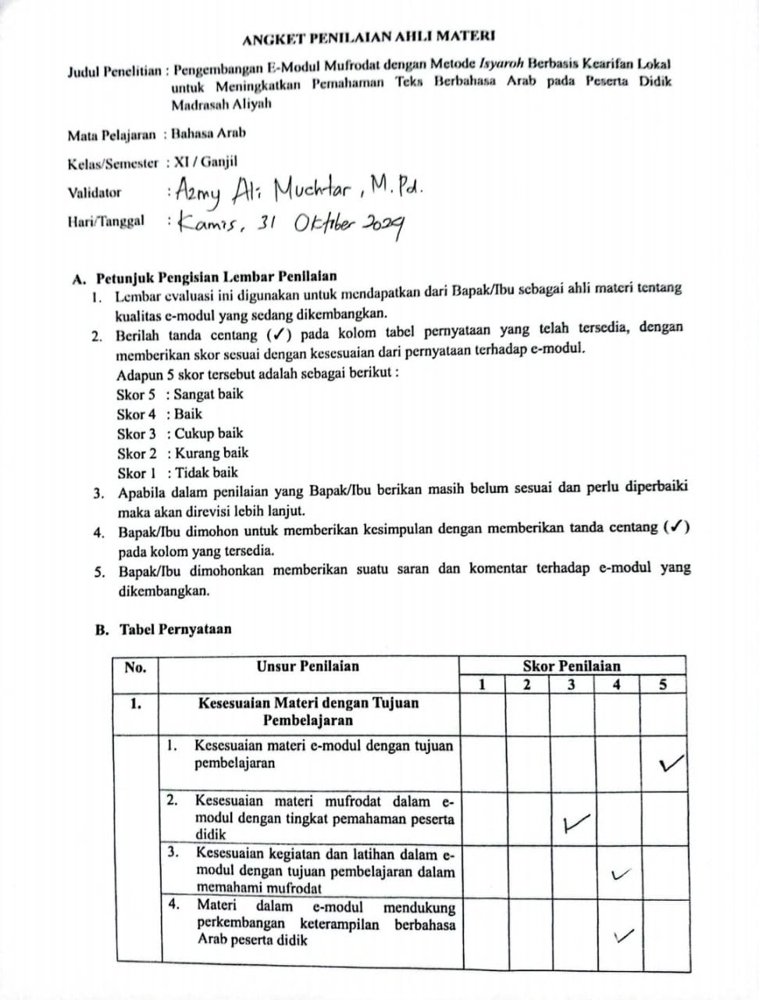 ANGKET PENILAIAN AHLI MATERI
Judul Penelitian : Pengembangan E-Modul Mufrodat dengan Metode Isyaroh Berbasis Kearifan Lokal
untuk Meningkatkan Pemahaman Teks Berbahasa Arab pada Peserta Didik
Madrasah Aliyah
Mata Pelajaran : Bahasa Arab
Kelas/Semester : XI / Ganjil
Validator : Azmy Ali Muchtar, M.Pd.
Hari/Tanggal : Kamis, 31 Oktober 2024
A. Petunjuk Pengisian Lembar Penilaian
1. Lembar evaluasi ini digunakan untuk mendapatkan dari Bapak/Ibu sebagai ahli materi tentang
kualitas e-modul yang sedang dikembangkan.
2. Berilah tanda centang (✓) pada kolom tabel pernyataan yang telah tersedia, dengan
memberikan skor sesuai dengan kesesuaian dari pernyataan terhadap e-modul.
Adapun 5 skor tersebut adalah sebagai berikut :
Skor 5 : Sangat baik
Skor 4 : Baik
Skor 3 : Cukup baik
Skor 2 : Kurang baik
Skor 1 : Tidak baik
3. Apabila dalam penilaian yang Bapak/Ibu berikan masih belum sesuai dan perlu diperbaiki
maka akan direvisi lebih lanjut.
4. Bapak/Ibu dimohon untuk memberikan kesimpulan dengan memberikan tanda centang (✓)
pada kolom yang tersedia.
5. Bapak/Ibu dimohonkan memberikan suatu saran dan komentar terhadap e-modul yang
dikembangkan.
B. Tabel Pernyataan
No. Unsur Penilaian Skor Penilaian
1 2 3 4 5
1. Kesesuaian Materi dengan Tujuan
Pembelajaran
1. Kesesuaian materi e-modul dengan tujuan
pembelajaran ✓
2. Kesesuaian materi mufrodat dalam e-
modul dengan tingkat pemahaman peserta ✓
didik
3. Kesesuaian kegiatan dan latihan dalam e-
modul dengan tujuan pembelajaran dalam ✓
memahami mufrodat
4. Materi dalam e-modul mendukung
perkembangan keterampilan berbahasa ✓
Arab peserta didik